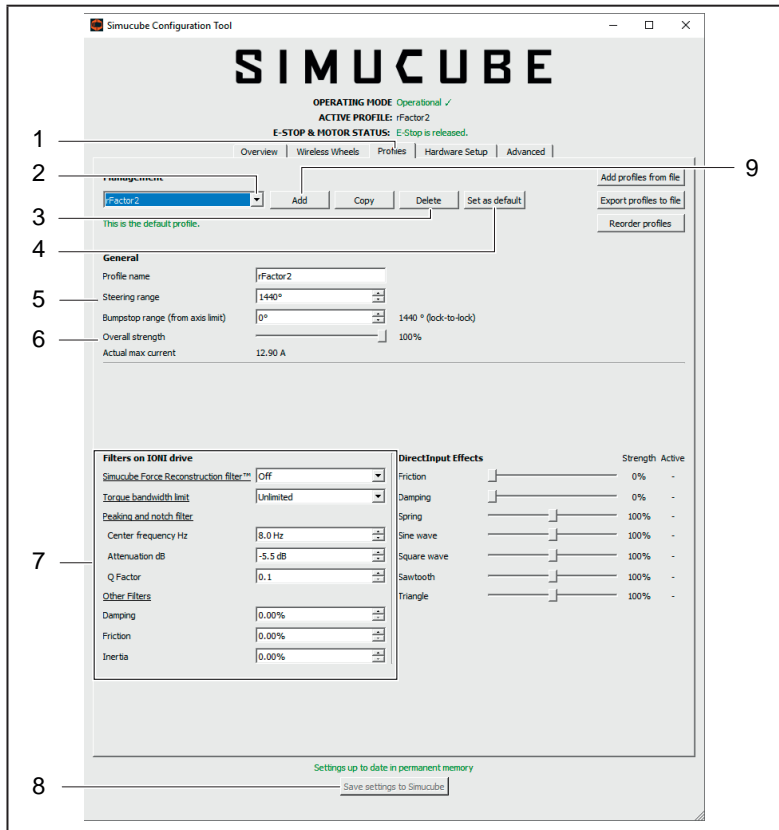 Simucube Configuration Tool
SIMUCUBE
OPERATING MODE Operational ✓
ACTIVE PROFILE: rFactor2
E-STOP & MOTOR STATUS: E-Stop is released.
1
Overview Wireless Wheels Profiles Hardware Setup Advanced
9
2
Management
Add profiles from file
rFactor2 Add Copy Delete Set as default Export profiles to file
3
This is the default profile.
Reorder profiles
4
General
Profile name rFactor2
5
Steering range 1440°
Bumpstop range (from axis limit) 0° 1440 ° (lock-to-lock)
6
Overall strength 100%
Actual max current 12.90 A
Filters on IONI drive
Simucube Force Reconstruction filter™ Off
Torque bandwidth limit Unlimited
Peaking and notch filter
Center frequency Hz 8.0 Hz
7
Attenuation dB -5.5 dB
Q Factor 0.1
Other Filters
Damping 0.00%
Friction 0.00%
Inertia 0.00%
DirectInput Effects Strength Active
Friction 0% -
Damping 0% -
Spring 100% -
Sine wave 100% -
Square wave 100% -
Sawtooth 100% -
Triangle 100% -
Settings up to date in permanent memory
8
Save settings to Simucube